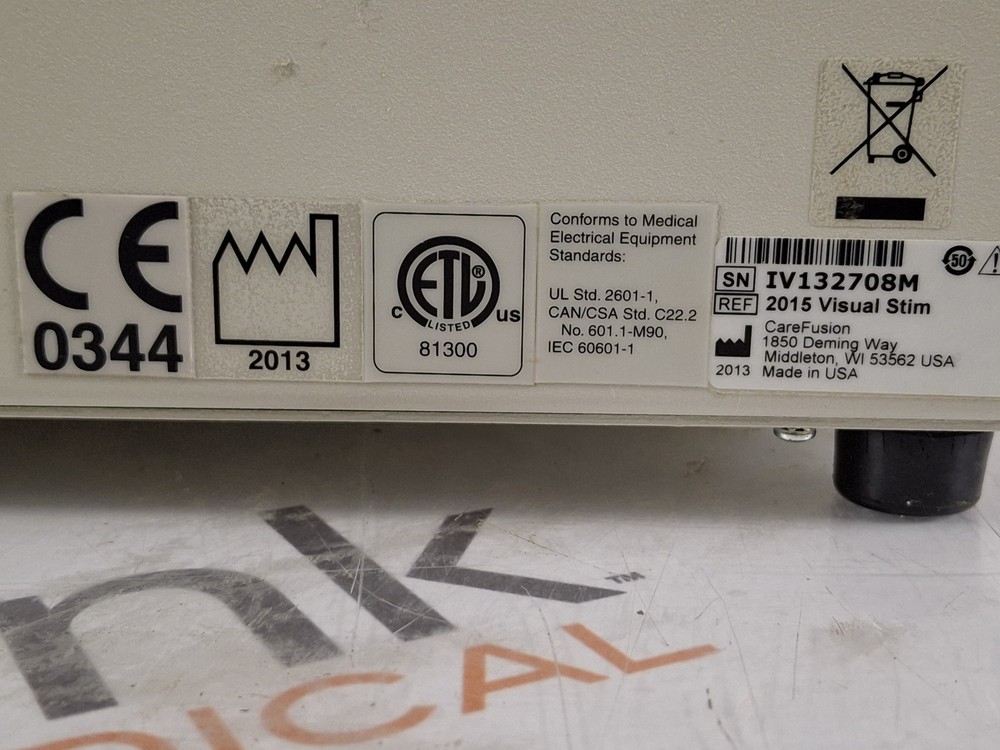 CE
0344
2013
ETL®
LISTED
c us
81300
Conforms to Medical
Electrical Equipment
Standards:
UL Std. 2601-1,
CAN/CSA Std. C22.2
No. 601.1-M90,
IEC 60601-1
50
SN IV132708M
REF 2015 Visual Stim
CareFusion
1850 Deming Way
Middleton, WI 53562 USA
2013 Made in USA
nk™
DICAL